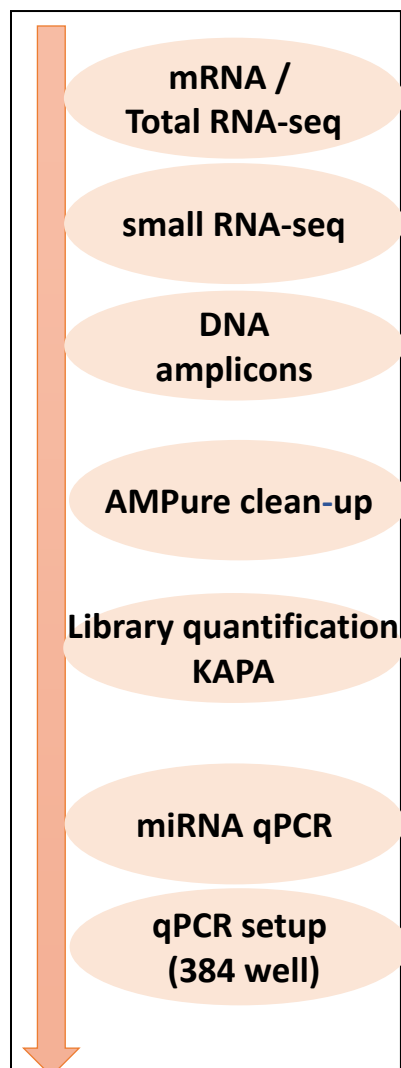 mRNA /
Total RNA-seq
small RNA-seq
DNA
amplicons
AMPure clean-up
Library quantification
KAPA
miRNA qPCR
qPCR setup
(384 well)